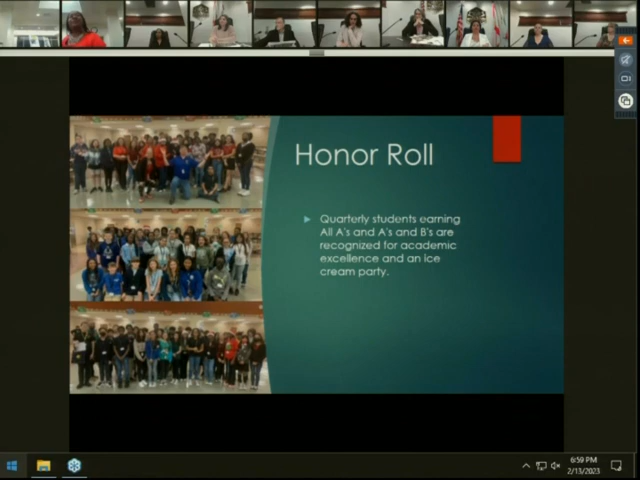 Honor Roll
Quarterly students earning
All A's and A's and B's are
recognized for academic
excellence and an ice
cream party.
6:59 PM
2/13/2023